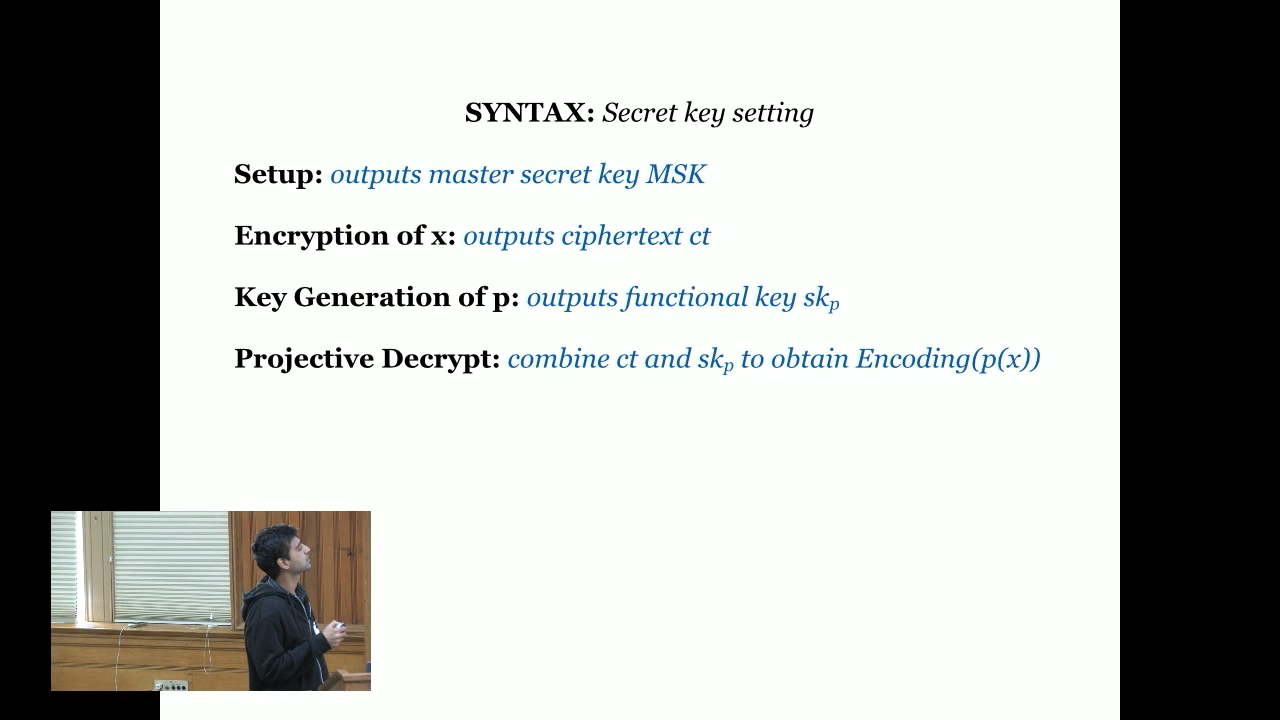 SYNTAX: Secret key setting
Setup: outputs master secret key MSK
Encryption of x: outputs ciphertext ct
Key Generation of p: outputs functional key skp
Projective Decrypt: combine ct and skp to obtain Encoding(p(x))